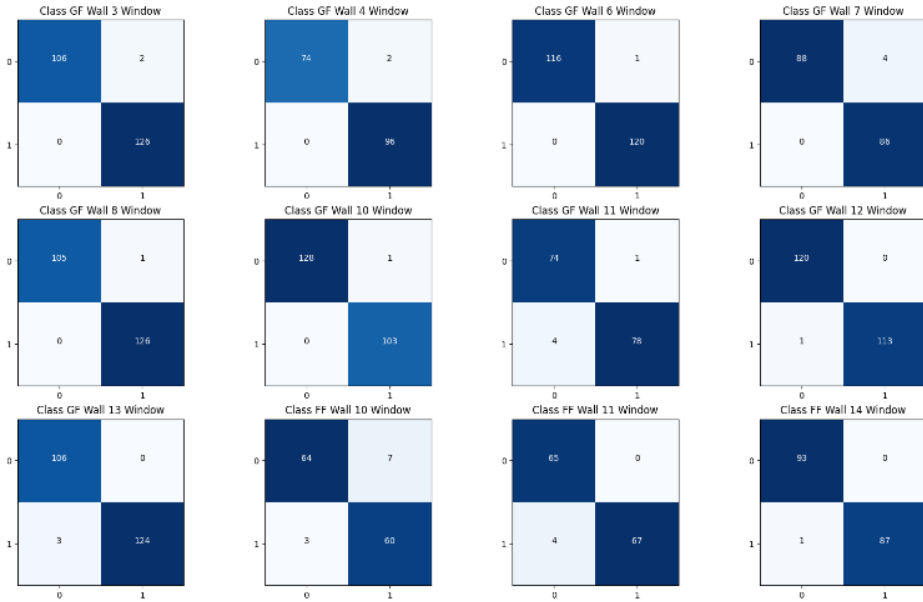 Class GF Wall 3 Window Class GF Wall 4 Window Class GF Wall 6 Window Class GF Wall 7 Window
0 106 2 0 74 2 0 116 1 0 88 4
1 0 126 1 0 96 1 0 120 1 0 86
0 1 0 1 0 1 0 1
Class GF Wall 8 Window Class GF Wall 10 Window Class GF Wall 11 Window Class GF Wall 12 Window
0 105 1 0 128 1 0 74 1 0 120 0
1 0 126 1 0 103 1 4 78 1 1 113
0 1 0 1 0 1 0 1
Class GF Wall 13 Window Class FF Wall 10 Window Class FF Wall 11 Window Class FF Wall 14 Window
0 106 0 0 64 7 0 65 0 0 93 0
1 3 124 1 3 60 1 4 67 1 1 87
0 1 0 1 0 1 0 1